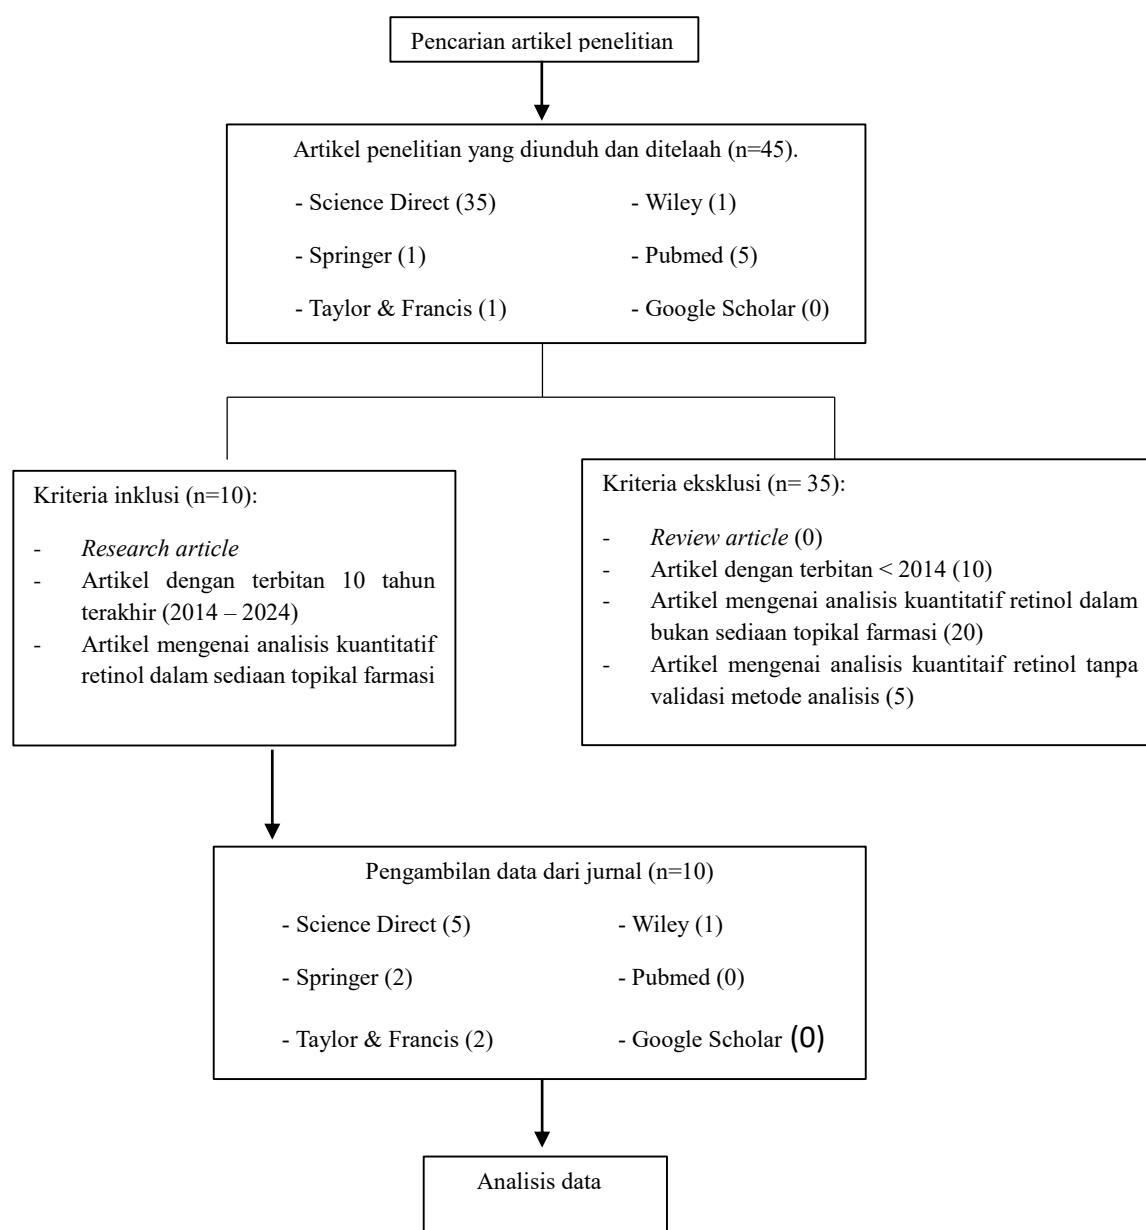 Pencarian artikel penelitian
Artikel penelitian yang diunduh dan ditelaah (n=45).
- Science Direct (35)
- Wiley (1)
- Springer (1)
- Pubmed (5)
- Taylor & Francis (1)
- Google Scholar (0)
Kriteria inklusi (n=10):
- Research article
- Artikel dengan terbitan 10 tahun
terakhir (2014 – 2024)
- Artikel mengenai analisis kuantitatif
retinol dalam sediaan topikal farmasi
Kriteria eksklusi (n= 35):
- Review article (0)
- Artikel dengan terbitan < 2014 (10)
- Artikel mengenai analisis kuantitatif retinol dalam
bukan sediaan topikal farmasi (20)
- Artikel mengenai analisis kuantitaif retinol tanpa
validasi metode analisis (5)
Pengambilan data dari jurnal (n=10)
- Science Direct (5)
- Wiley (1)
- Springer (2)
- Pubmed (0)
- Taylor & Francis (2)
- Google Scholar (0)
Analisis data